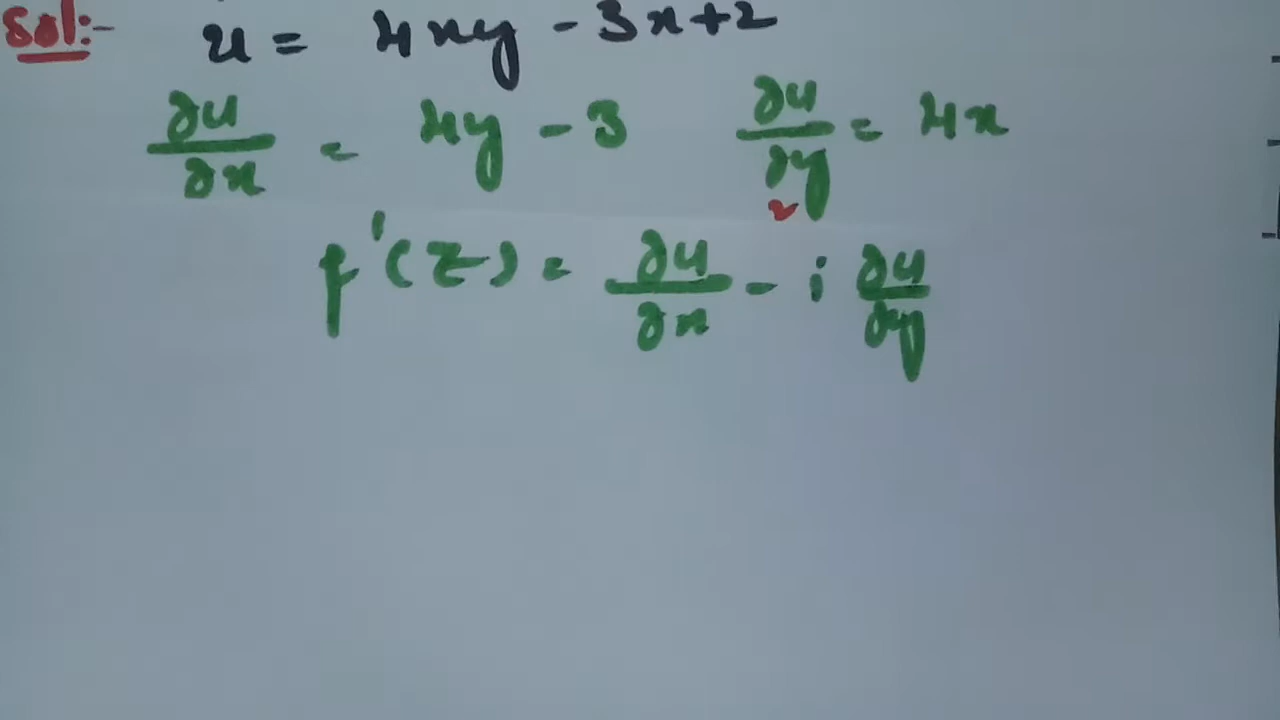 Sol:- u = 4xy - 3x+2
∂u/∂x = 4y - 3 ∂u/∂y = 4x
f'(z) = ∂u/∂x - i ∂u/∂y